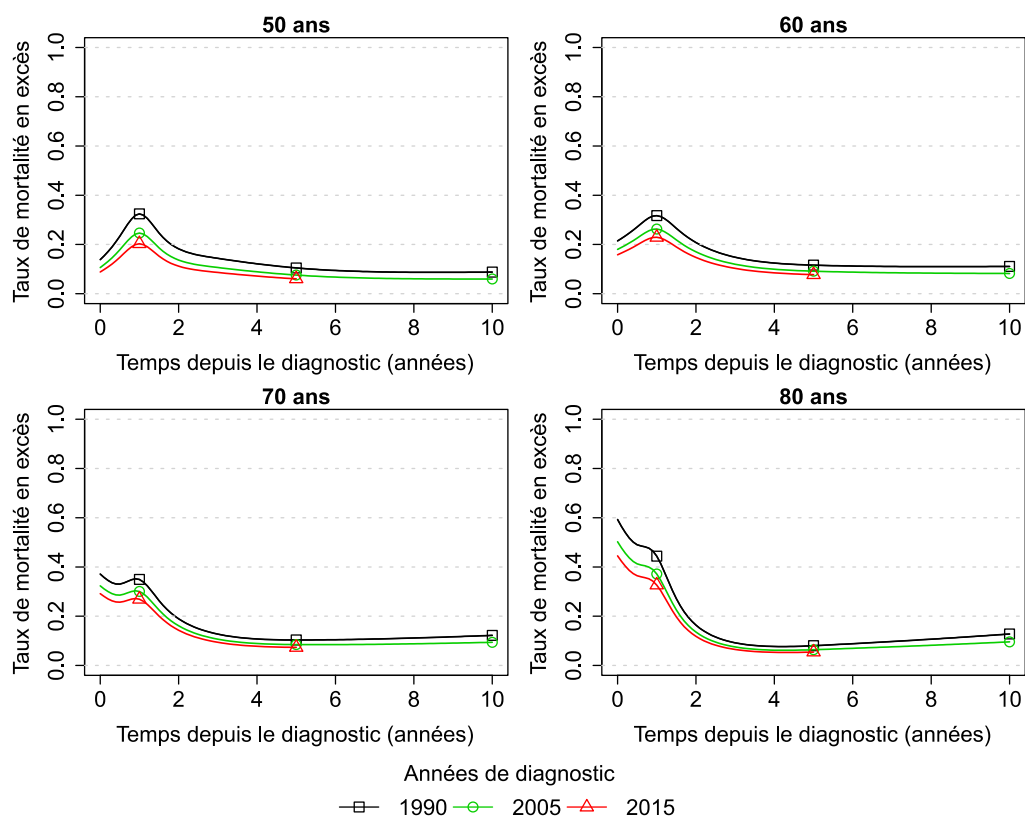 50 ans
60 ans
Taux de mortalité en excès
1.0
0.8
0.6
0.4
0.2
0.0
0 2 4 6 8 10
Temps depuis le diagnostic (années)
Taux de mortalité en excès
1.0
0.8
0.6
0.4
0.2
0.0
0 2 4 6 8 10
Temps depuis le diagnostic (années)
70 ans
80 ans
Taux de mortalité en excès
1.0
0.8
0.6
0.4
0.2
0.0
0 2 4 6 8 10
Temps depuis le diagnostic (années)
Taux de mortalité en excès
1.0
0.8
0.6
0.4
0.2
0.0
0 2 4 6 8 10
Temps depuis le diagnostic (années)
Années de diagnostic
1990 2005 2015